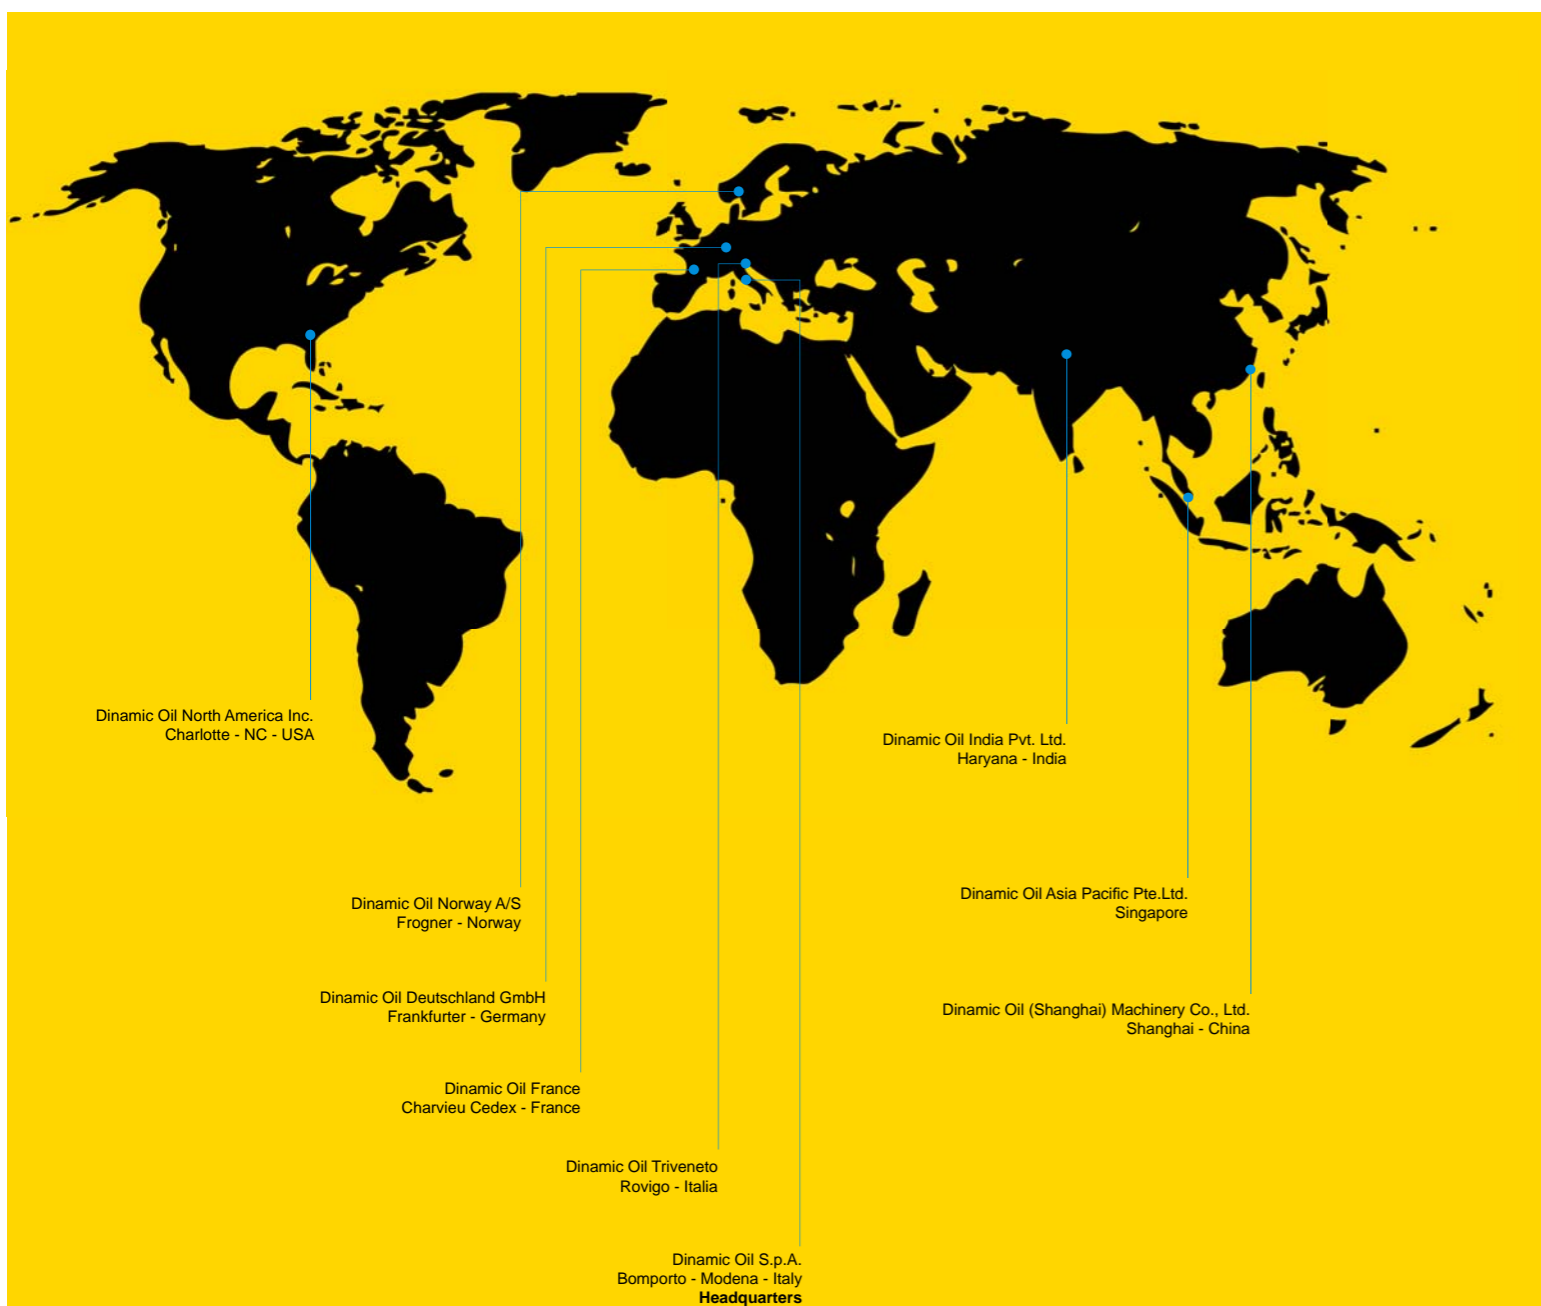 Dinamic Oil North America Inc.
Charlotte - NC - USA
Dinamic Oil India Pvt. Ltd.
Haryana - India
Dinamic Oil Norway A/S
Frogner - Norway
Dinamic Oil Asia Pacific Pte.Ltd.
Singapore
Dinamic Oil Deutschland GmbH
Frankfurter - Germany
Dinamic Oil (Shanghai) Machinery Co., Ltd.
Shanghai - China
Dinamic Oil France
Charvieu Cedex - France
Dinamic Oil Triveneto
Rovigo - Italia
Dinamic Oil S.p.A.
Bomporto - Modena - Italy
Headquarters